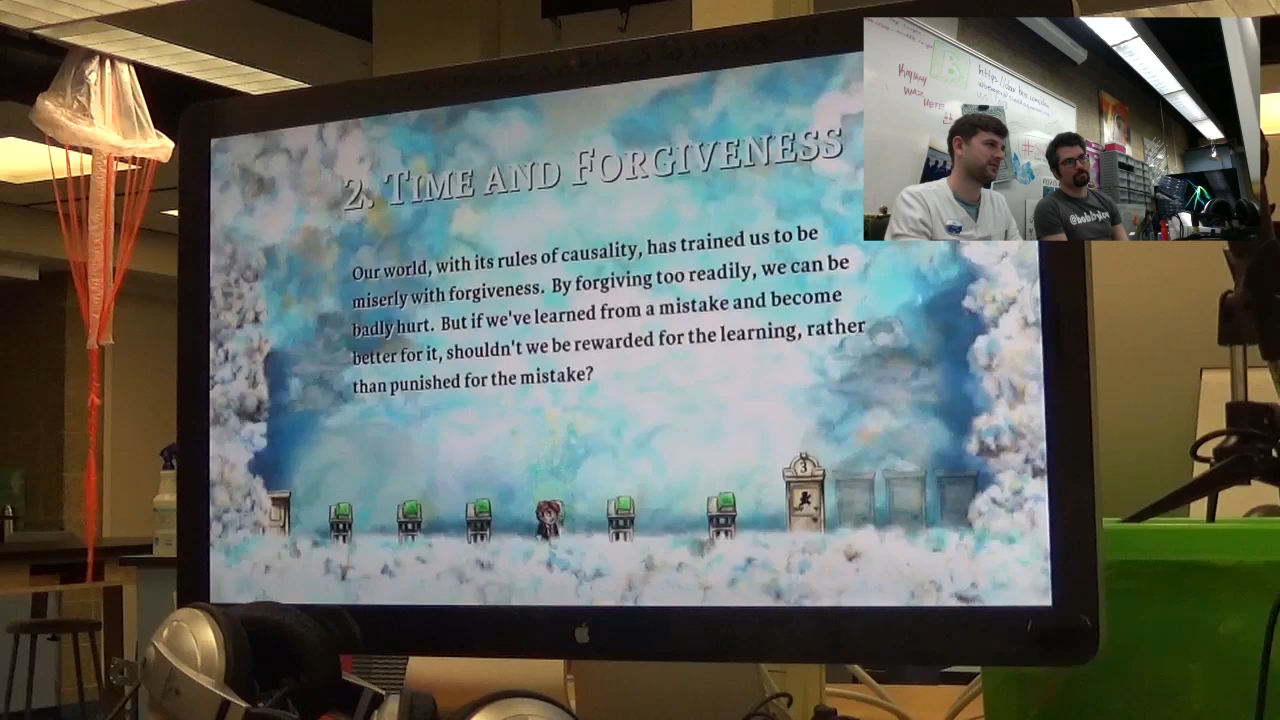 2. TIME AND FORGIVENESS
Our world, with its rules of causality, has trained us to be
miserly with forgiveness. By forgiving too readily, we can be
badly hurt. But if we've learned from a mistake and become
better for it, shouldn't we be rewarded for the learning, rather
than punished for the mistake?
3
B